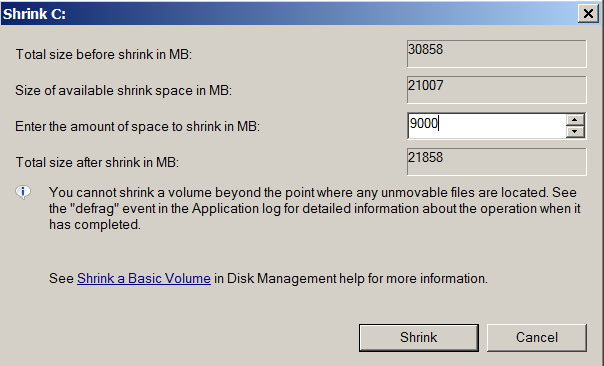 Shrink C:
Total size before shrink in MB: 30858
Size of available shrink space in MB: 21007
Enter the amount of space to shrink in MB: 9000
Total size after shrink in MB: 21858
You cannot shrink a volume beyond the point where any unmovable files are located. See
the "defrag" event in the Application log for detailed information about the operation when it
has completed.
See Shrink a Basic Volume in Disk Management help for more information.
Shrink Cancel